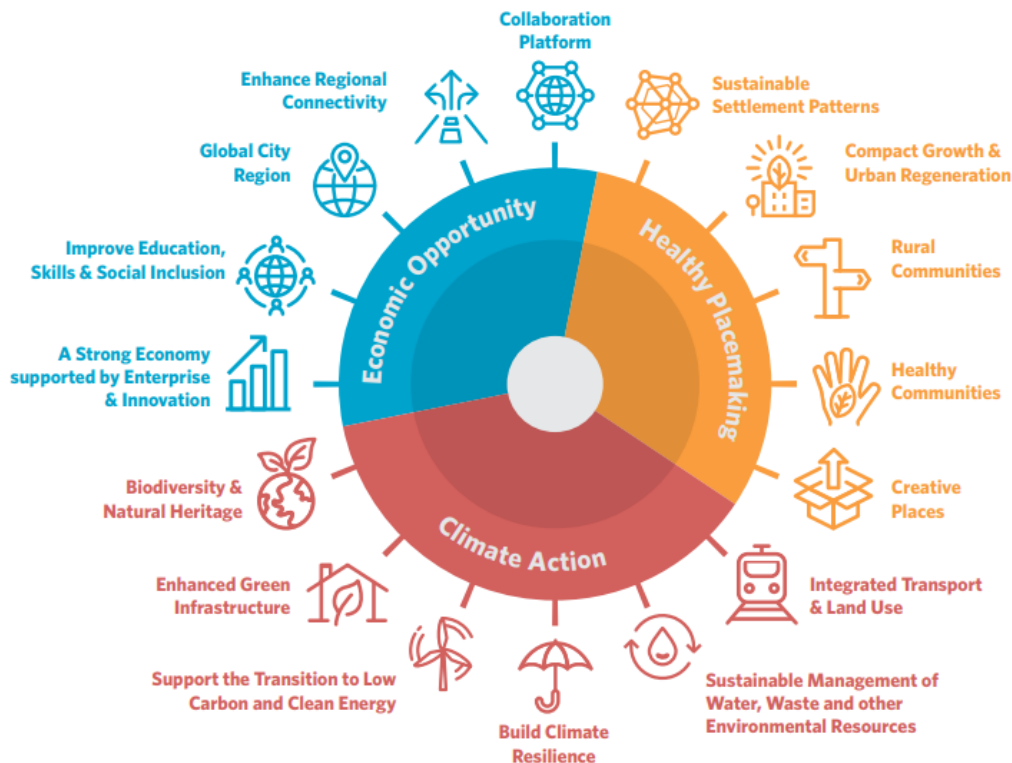 Collaboration
Platform
Sustainable
Settlement Patterns
Compact Growth &
Urban Regeneration
Rural
Communities
Healthy
Communities
Creative
Places
Integrated Transport
& Land Use
Sustainable Management of
Water, Waste and other
Environmental Resources
Build Climate
Resilience
Support the Transition to Low
Carbon and Clean Energy
Enhanced Green
Infrastructure
Biodiversity &
Natural Heritage
A Strong Economy
supported by Enterprise
& Innovation
Improve Education,
Skills & Social Inclusion
Global City
Region
Enhance Regional
Connectivity
Economic Opportunity
Healthy Placemaking
Climate Action